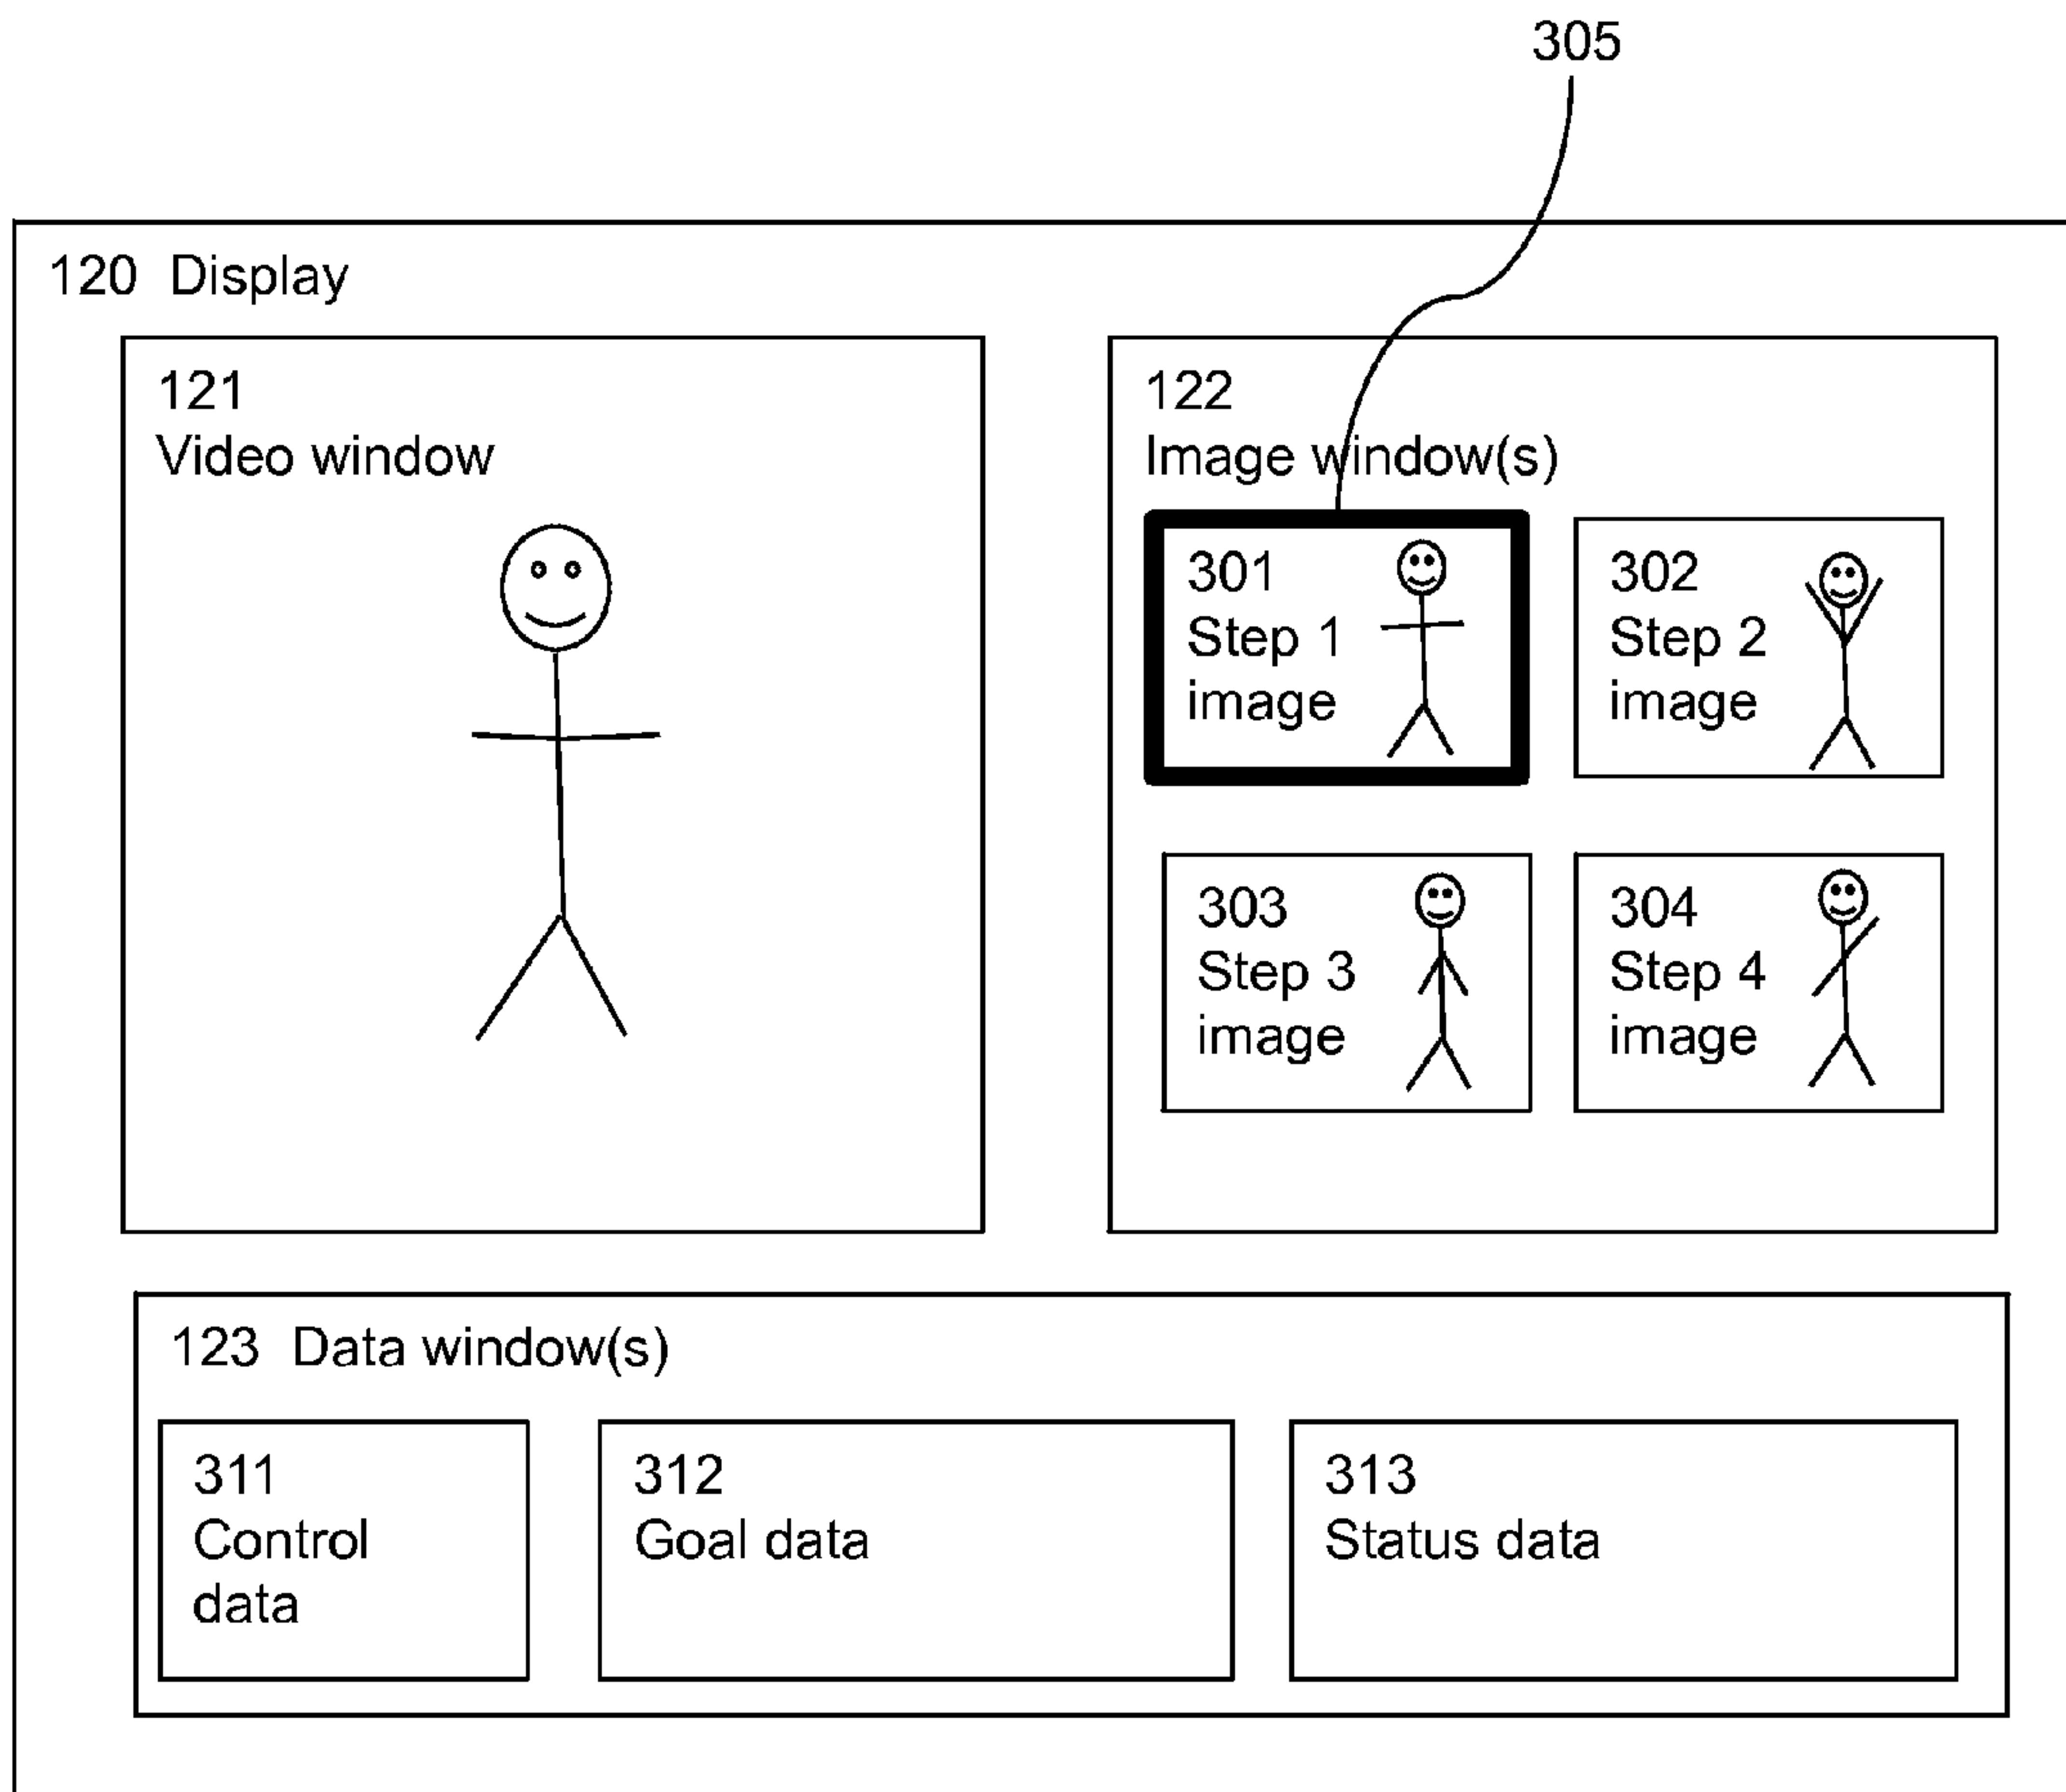 305
120 Display
121
Video window
122
Image window(s)
301
Step 1
image
302
Step 2
image
303
Step 3
image
304
Step 4
image
123 Data window(s)
311
Control
data
312
Goal data
313
Status data